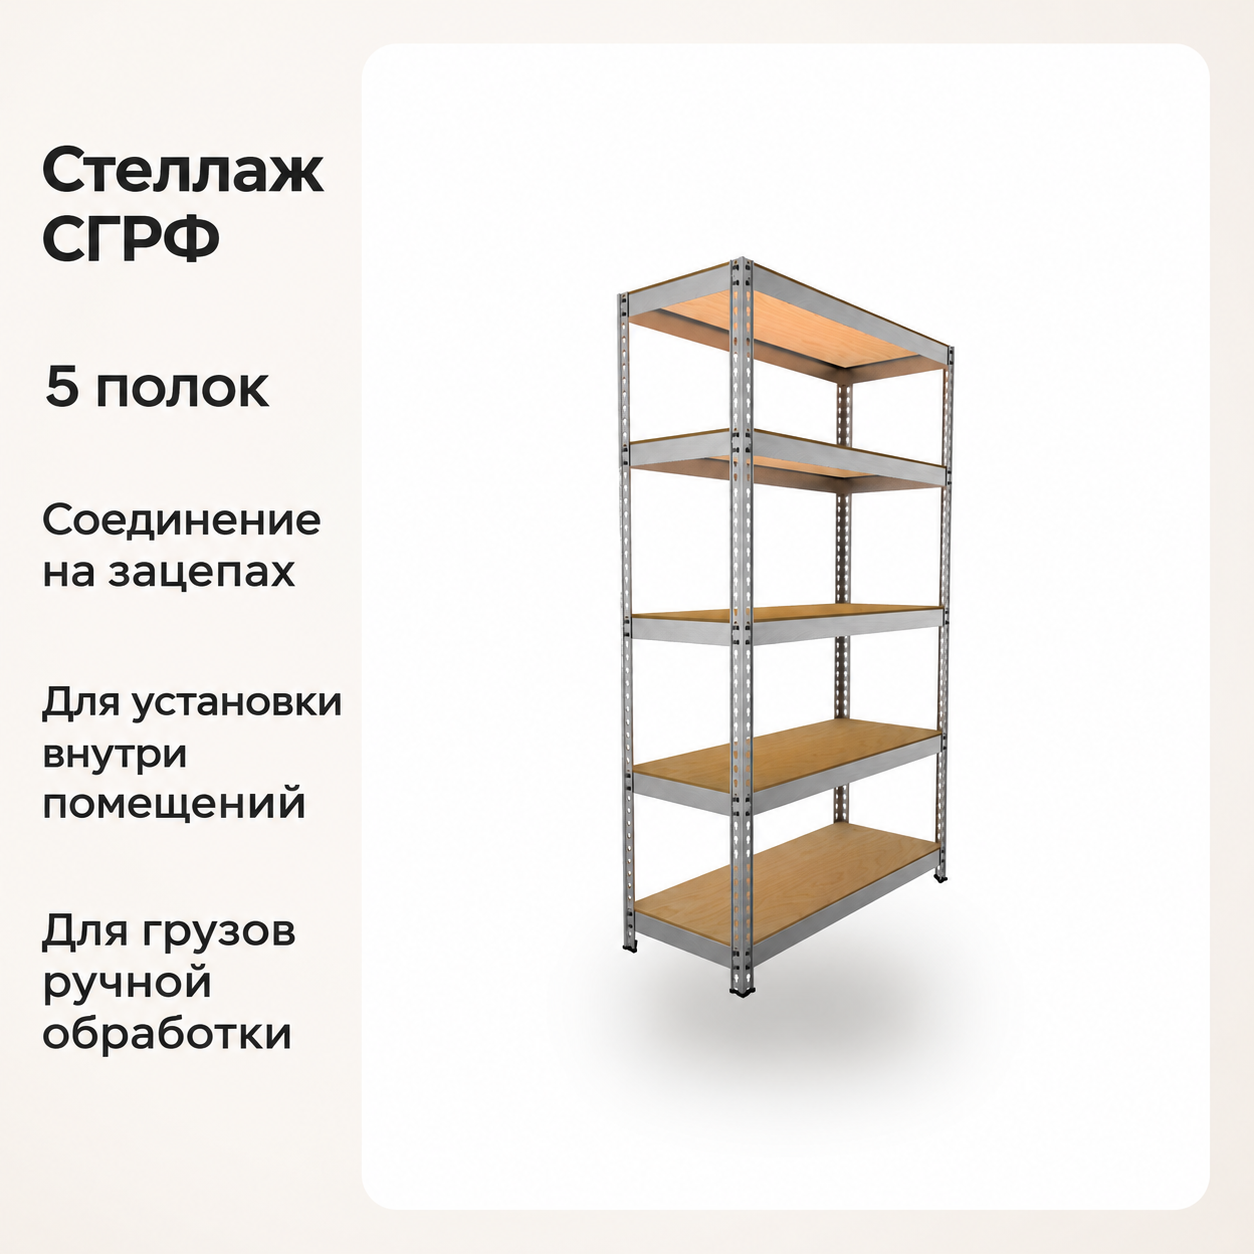 Стеллаж
СГРФ
5 полок
Соединение
на зацепах
Для установки
внутри
помещений
Для грузов
ручной
обработки